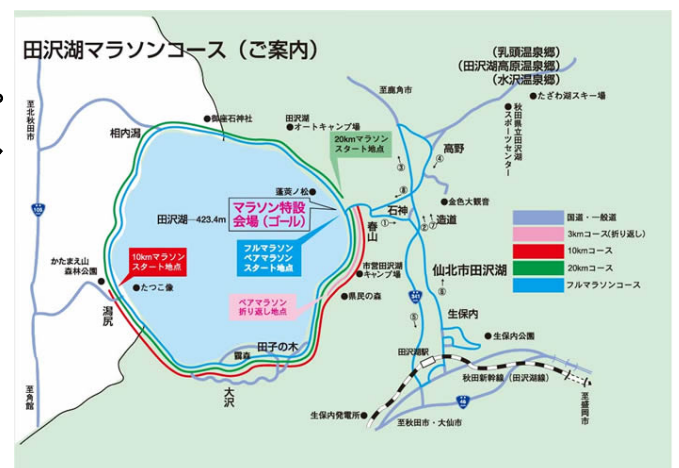 田沢湖マラソンコース（ご案内）
（乳頭温泉郷）
（田沢湖高原温泉郷）
（水沢温泉郷）
至鹿角市
●たざわ湖スキー場
秋田県立田沢湖
●スポーツセンター
至北秋田市
●御座石神社
田沢湖
●オートキャンプ場
相内潟
20kmマラソン
スタート地点
高野
③
④
⑧
●金色大観音
蓬莱ノ松●
マラソン特設
会場（ゴール）
石神
①
造道
②
⑦
105
田沢湖―423.4m
春山
国道・一般道
3kmコース(折り返し)
10kmコース
20kmコース
フルマラソンコース
フルマラソン
ペアマラソン
スタート地点
かたまえ山
森林公園
10kmマラソン
スタート地点
●たつこ像
市営田沢湖
●キャンプ場
仙北市田沢湖
⑥
●県民の森
ペアマラソン
折り返し地点
341
⑤
潟尻
生保内
●生保内公園
田子の木
靄森
田沢湖駅
大沢
秋田新幹線（田沢湖線）
至角館
至盛岡市
46
生保内発電所●
至秋田市・大仙市